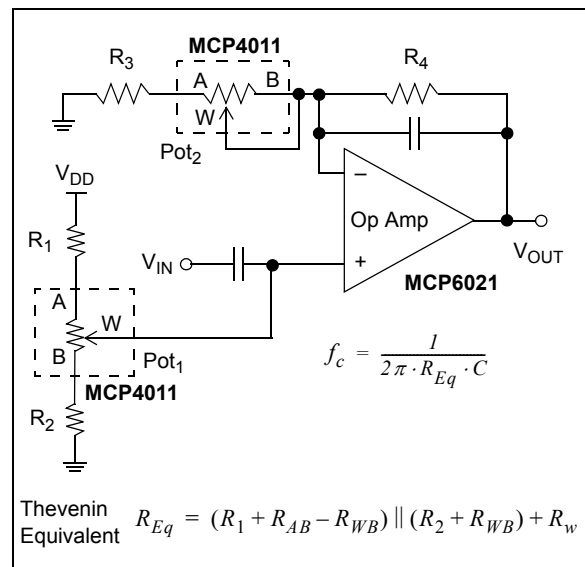 MCP4011
R3
A
B
R4
W
Pot2
VDD
−
Op Amp
R1
VIN
+
VOUT
MCP6021
A
W
B
Pot1
MCP4011
fc = 1 / (2π · REq · C)
R2
Thevenin
Equivalent REq = (R1 + RAB – RWB) || (R2 + RWB) + Rw